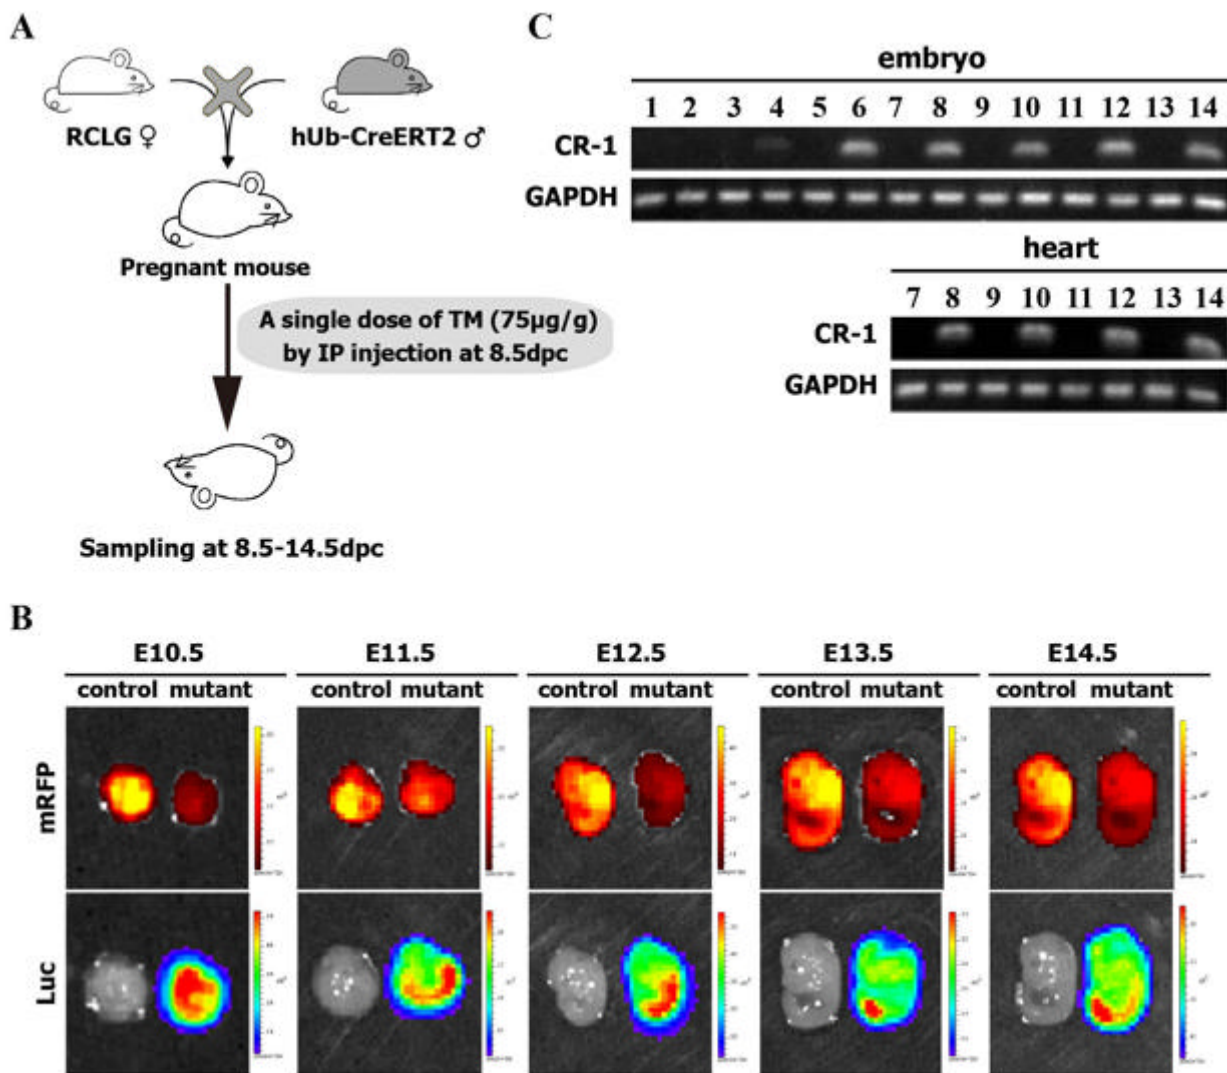 A
RCLG ♀
hUb-CreERT2 ♂
Pregnant mouse
A single dose of TM (75μg/g)
by IP injection at 8.5dpc
Sampling at 8.5-14.5dpc
C
embryo
1 2 3 4 5 6 7 8 9 10 11 12 13 14
CR-1
GAPDH
heart
7 8 9 10 11 12 13 14
CR-1
GAPDH
B
E10.5 E11.5 E12.5 E13.5 E14.5
control mutant control mutant control mutant control mutant control mutant
mRFP
Luc